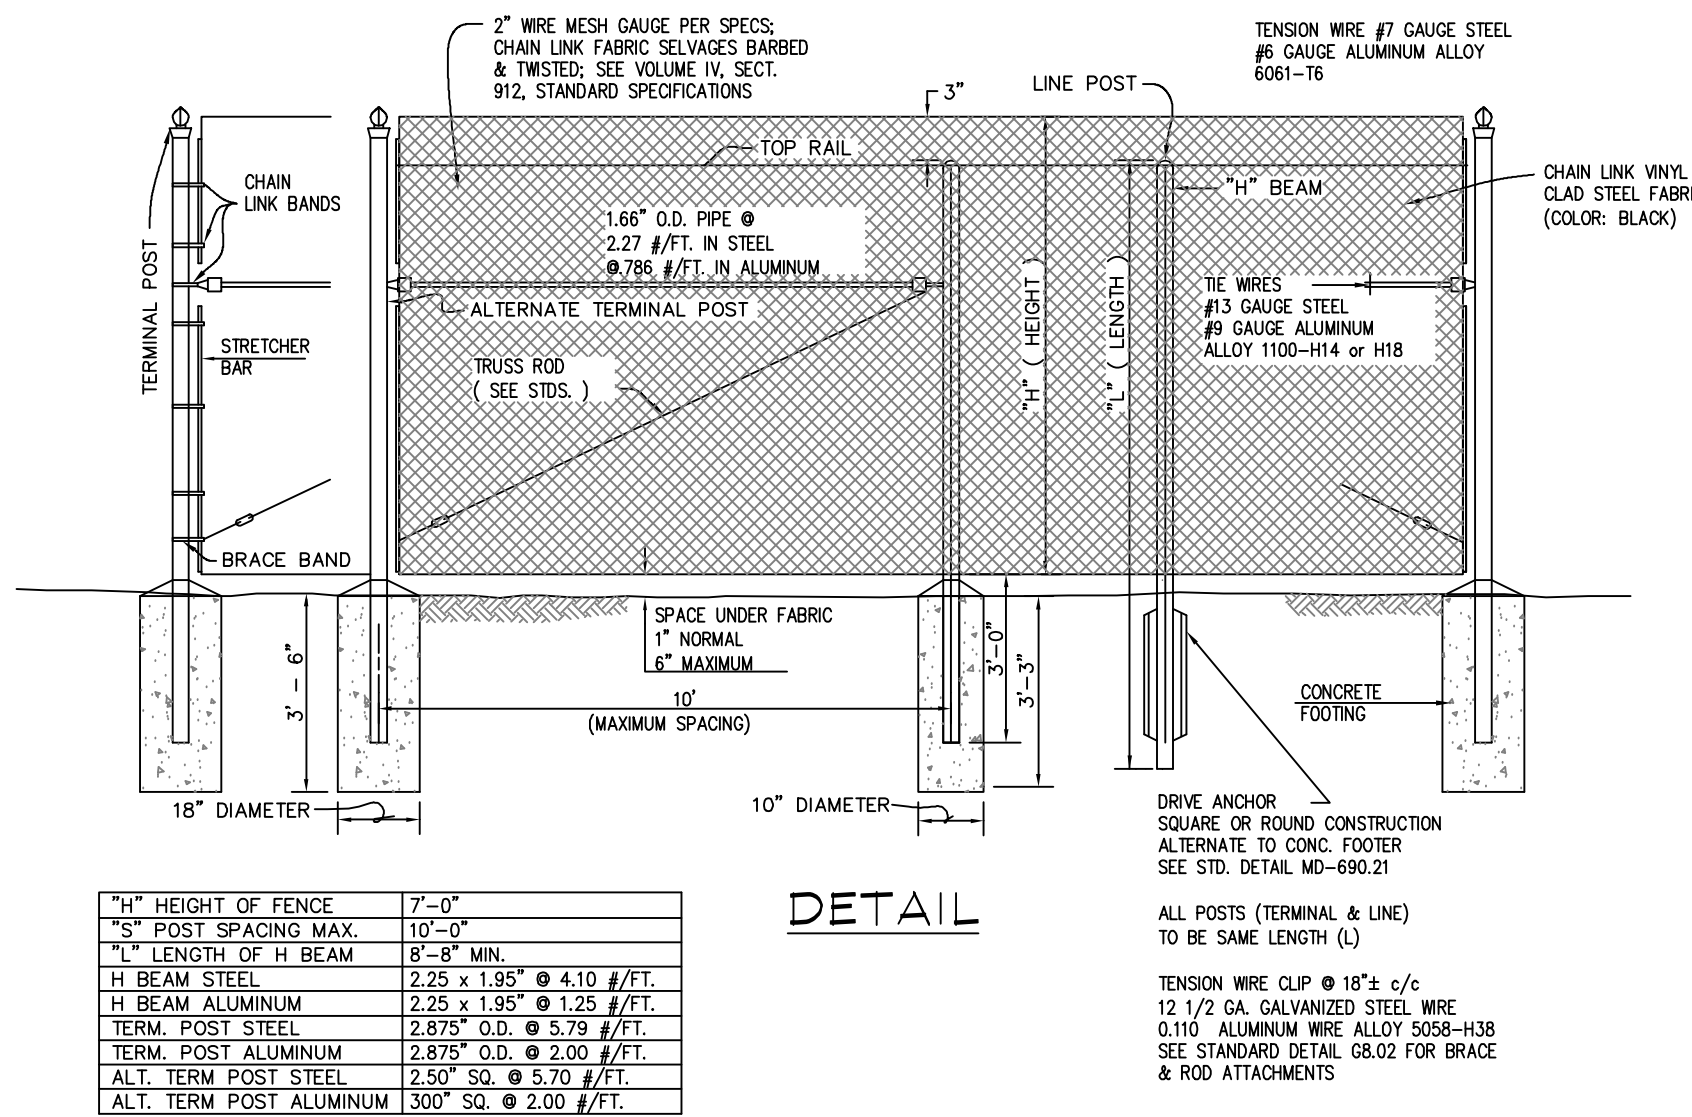 2" WIRE MESH GAUGE PER SPECS;
CHAIN LINK FABRIC SELVAGES BARBED
& TWISTED; SEE VOLUME IV, SECT.
912, STANDARD SPECIFICATIONS
TENSION WIRE #7 GAUGE STEEL
#6 GAUGE ALUMINUM ALLOY
6061-T6
3"
LINE POST
TOP RAIL
CHAIN
LINK BANDS
TERMINAL POST
"H" BEAM
CHAIN LINK VINYL
CLAD STEEL FABRI
(COLOR: BLACK)
1.66" O.D. PIPE @
2.27 #/FT. IN STEEL
@.786 #/FT. IN ALUMINUM
ALTERNATE TERMINAL POST
"H" ( HEIGHT )
"L" ( LENGTH )
TIE WIRES
#13 GAUGE STEEL
#9 GAUGE ALUMINUM
ALLOY 1100-H14 or H18
STRETCHER
BAR
TRUSS ROD
( SEE STDS. )
BRACE BAND
SPACE UNDER FABRIC
1" NORMAL
6" MAXIMUM
3' - 6"
3'-0"
3'-3"
10'
(MAXIMUM SPACING)
CONCRETE
FOOTING
18" DIAMETER
10" DIAMETER
DRIVE ANCHOR
SQUARE OR ROUND CONSTRUCTION
ALTERNATE TO CONC. FOOTER
SEE STD. DETAIL MD-690.21
ALL POSTS (TERMINAL & LINE)
TO BE SAME LENGTH (L)
TENSION WIRE CLIP @ 18"± c/c
12 1/2 GA. GALVANIZED STEEL WIRE
0.110 ALUMINUM WIRE ALLOY 5058-H38
SEE STANDARD DETAIL G8.02 FOR BRACE
& ROD ATTACHMENTS
DETAIL
"H" HEIGHT OF FENCE 7'-0"
"S" POST SPACING MAX. 10'-0"
"L" LENGTH OF H BEAM 8'-8" MIN.
H BEAM STEEL 2.25 x 1.95" @ 4.10 #/FT.
H BEAM ALUMINUM 2.25 x 1.95" @ 1.25 #/FT.
TERM. POST STEEL 2.875" O.D. @ 5.79 #/FT.
TERM. POST ALUMINUM 2.875" O.D. @ 2.00 #/FT.
ALT. TERM POST STEEL 2.50" SQ. @ 5.70 #/FT.
ALT. TERM POST ALUMINUM 300" SQ. @ 2.00 #/FT.